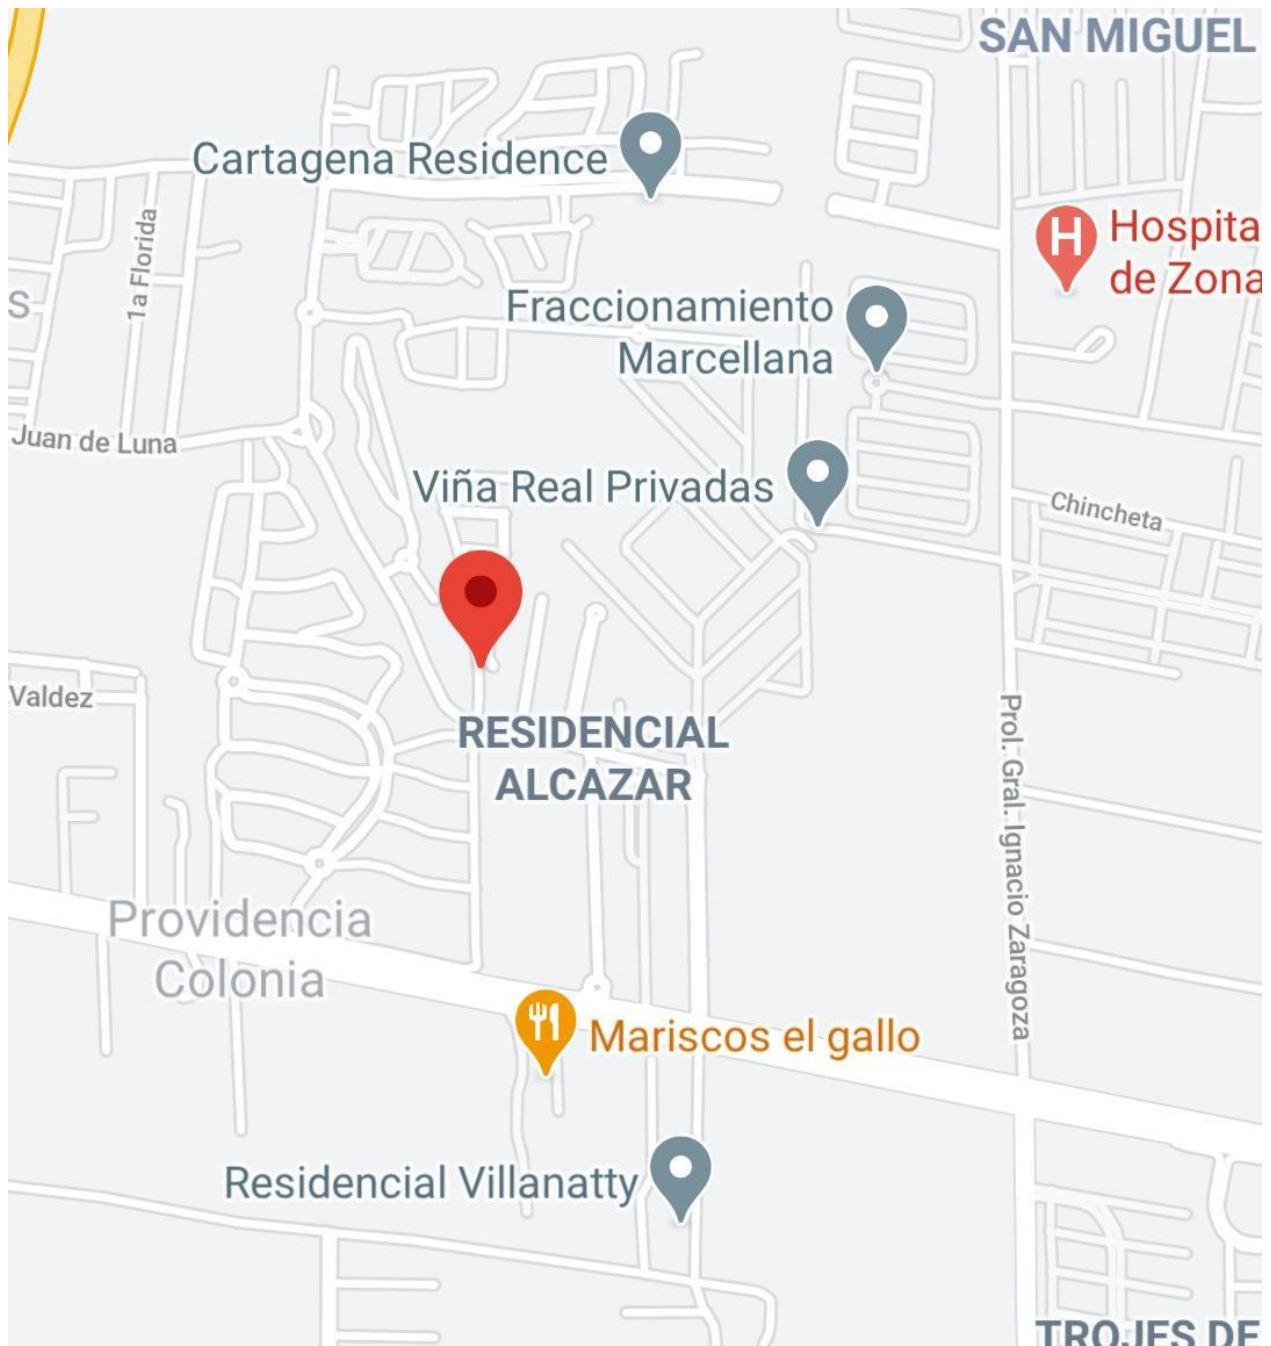 SAN MIGUEL
Cartagena Residence
Hospita
de Zona
1a Florida
S
Fraccionamiento
Marcellana
Juan de Luna
Viña Real Privadas
Chincheta
Valdez
RESIDENCIAL
ALCAZAR
Prol. Gral. Ignacio Zaragoza
Providencia
Colonia
Mariscos el gallo
Residencial Villanatty
TROJES DE